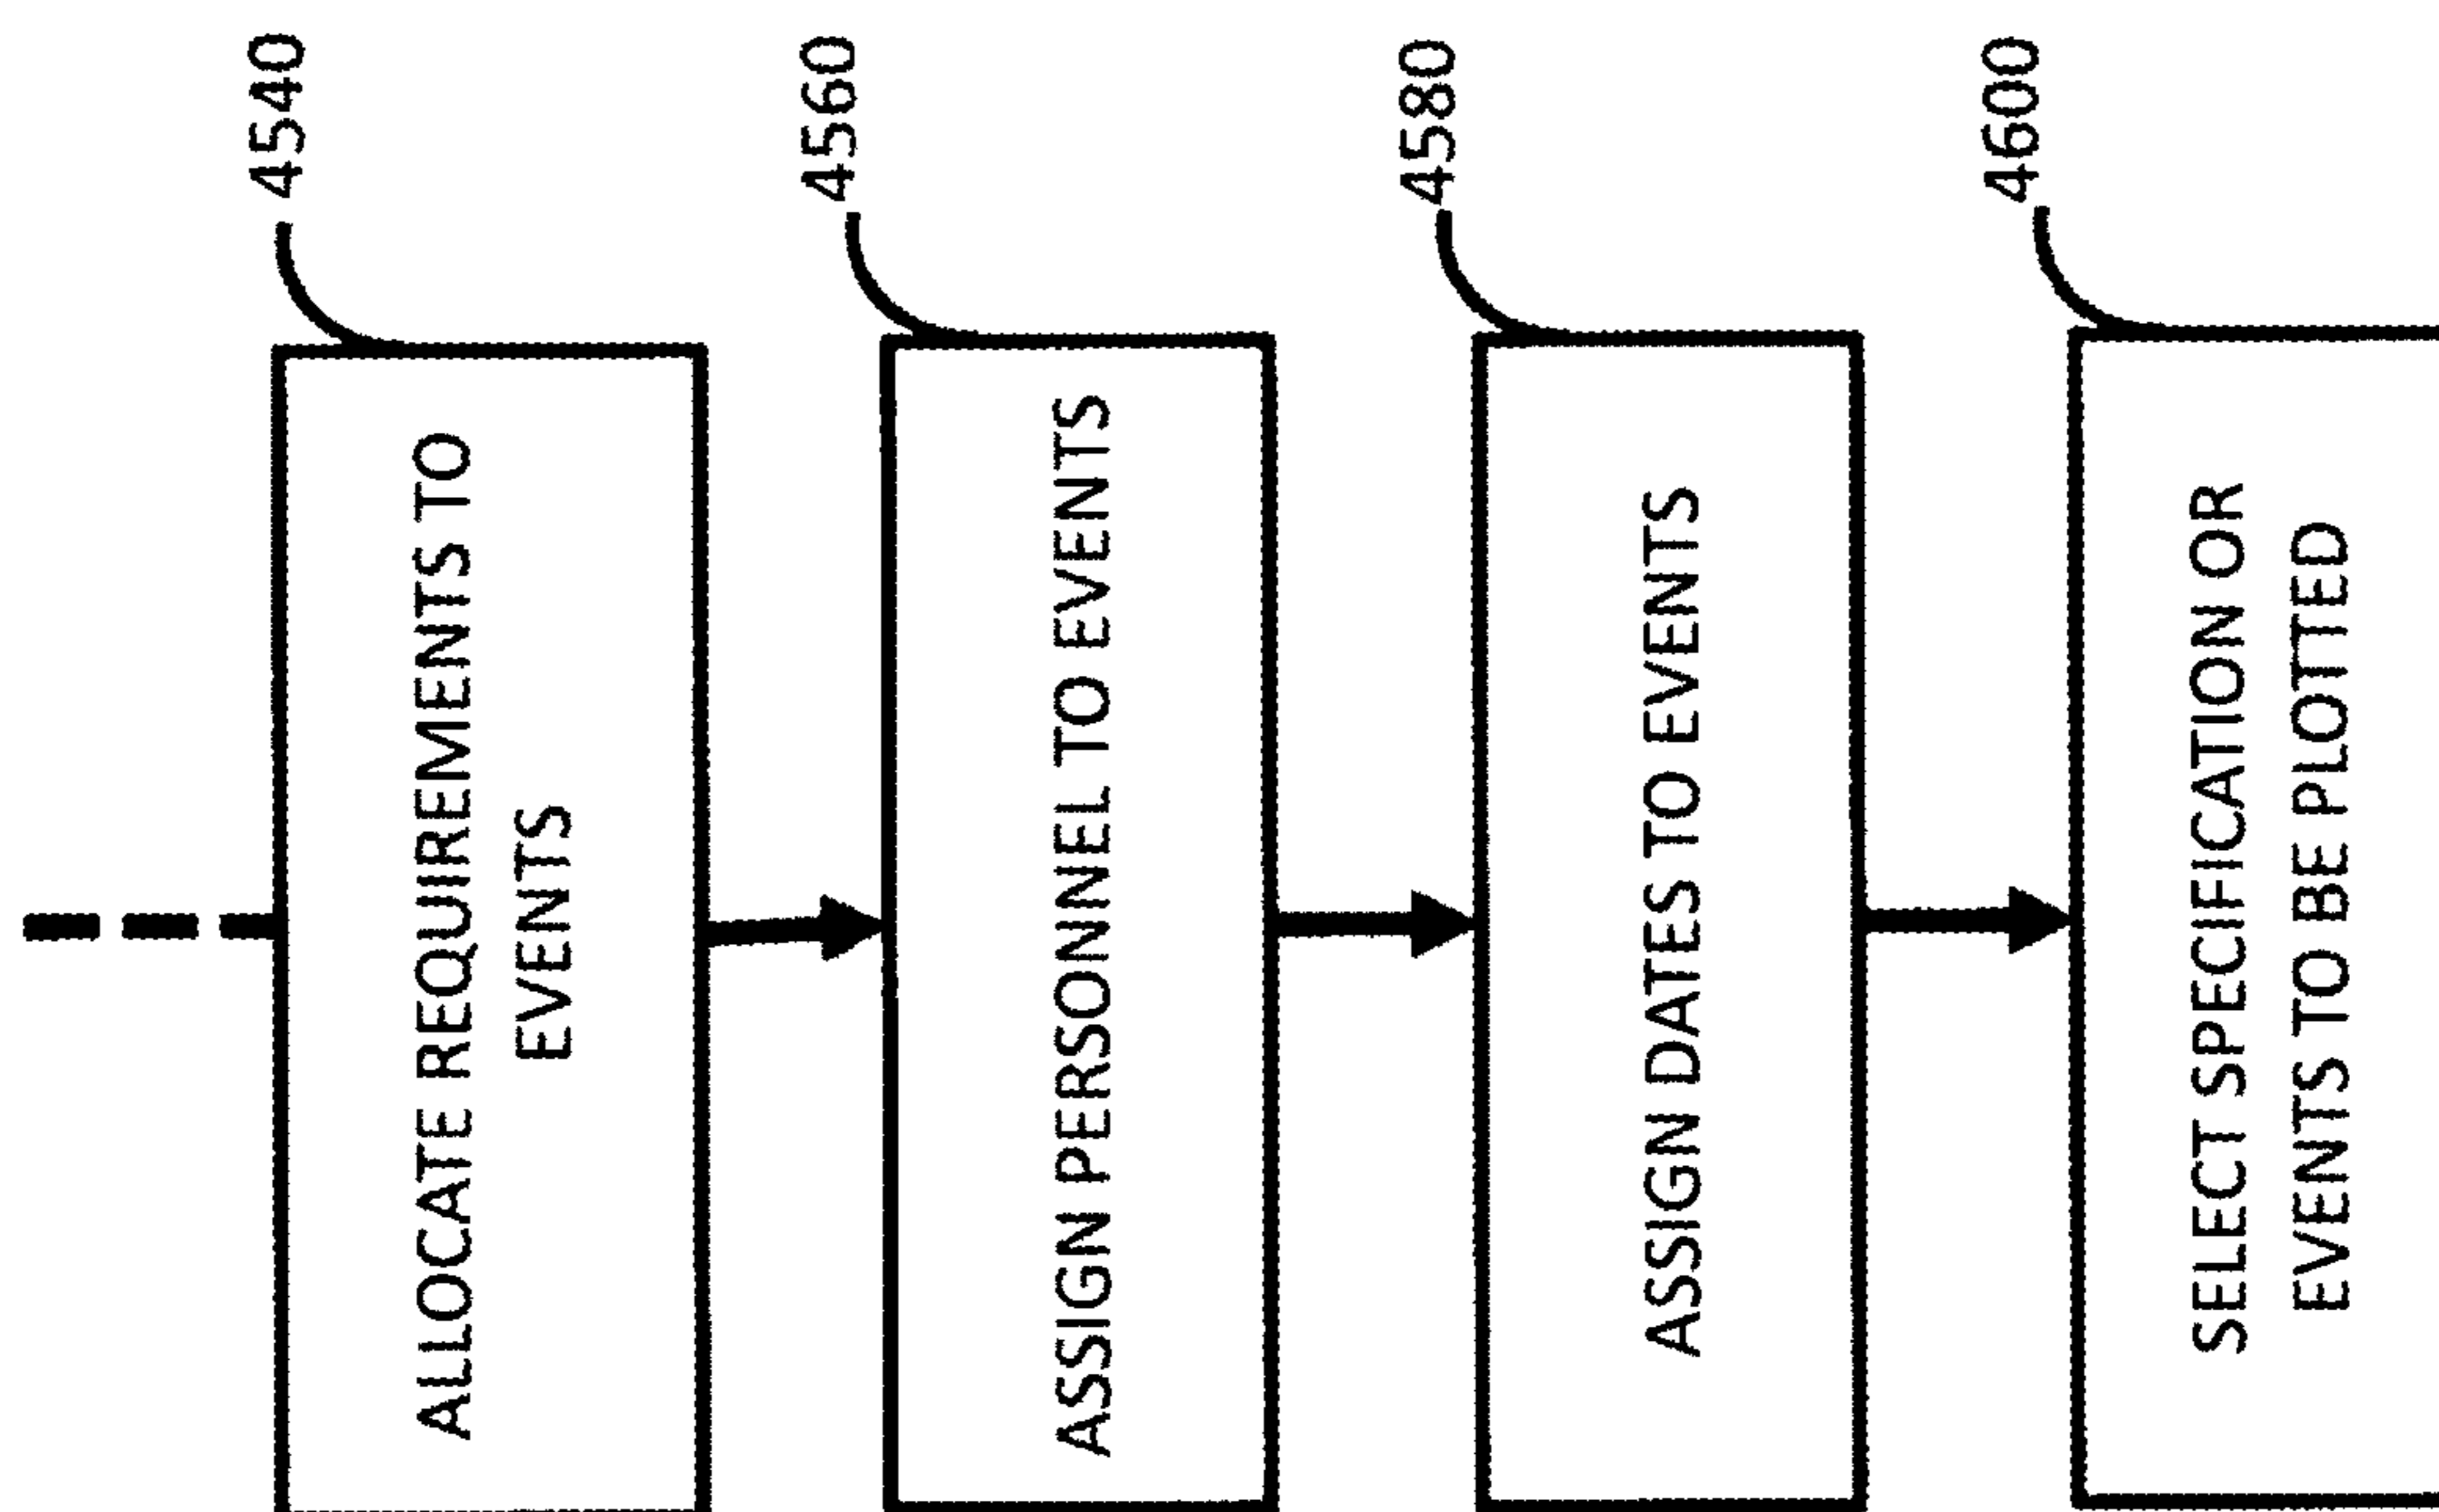 4540
ALLOCATE REQUIREMENTS TO
EVENTS
4560
ASSIGN PERSONNEL TO EVENTS
4580
ASSIGN DATES TO EVENTS
4600
SELECT SPECIFICATION OR
EVENTS TO BE PLOTTED